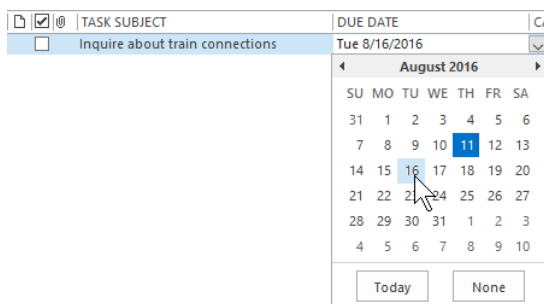 TASK SUBJECT DUE DATE
Inquire about train connections Tue 8/16/2016
August 2016
SU MO TU WE TH FR SA
31 1 2 3 4 5 6
7 8 9 10 11 12 13
14 15 16 17 18 19 20
21 22 23 24 25 26 27
28 29 30 31 1 2 3
4 5 6 7 8 9 10
Today None